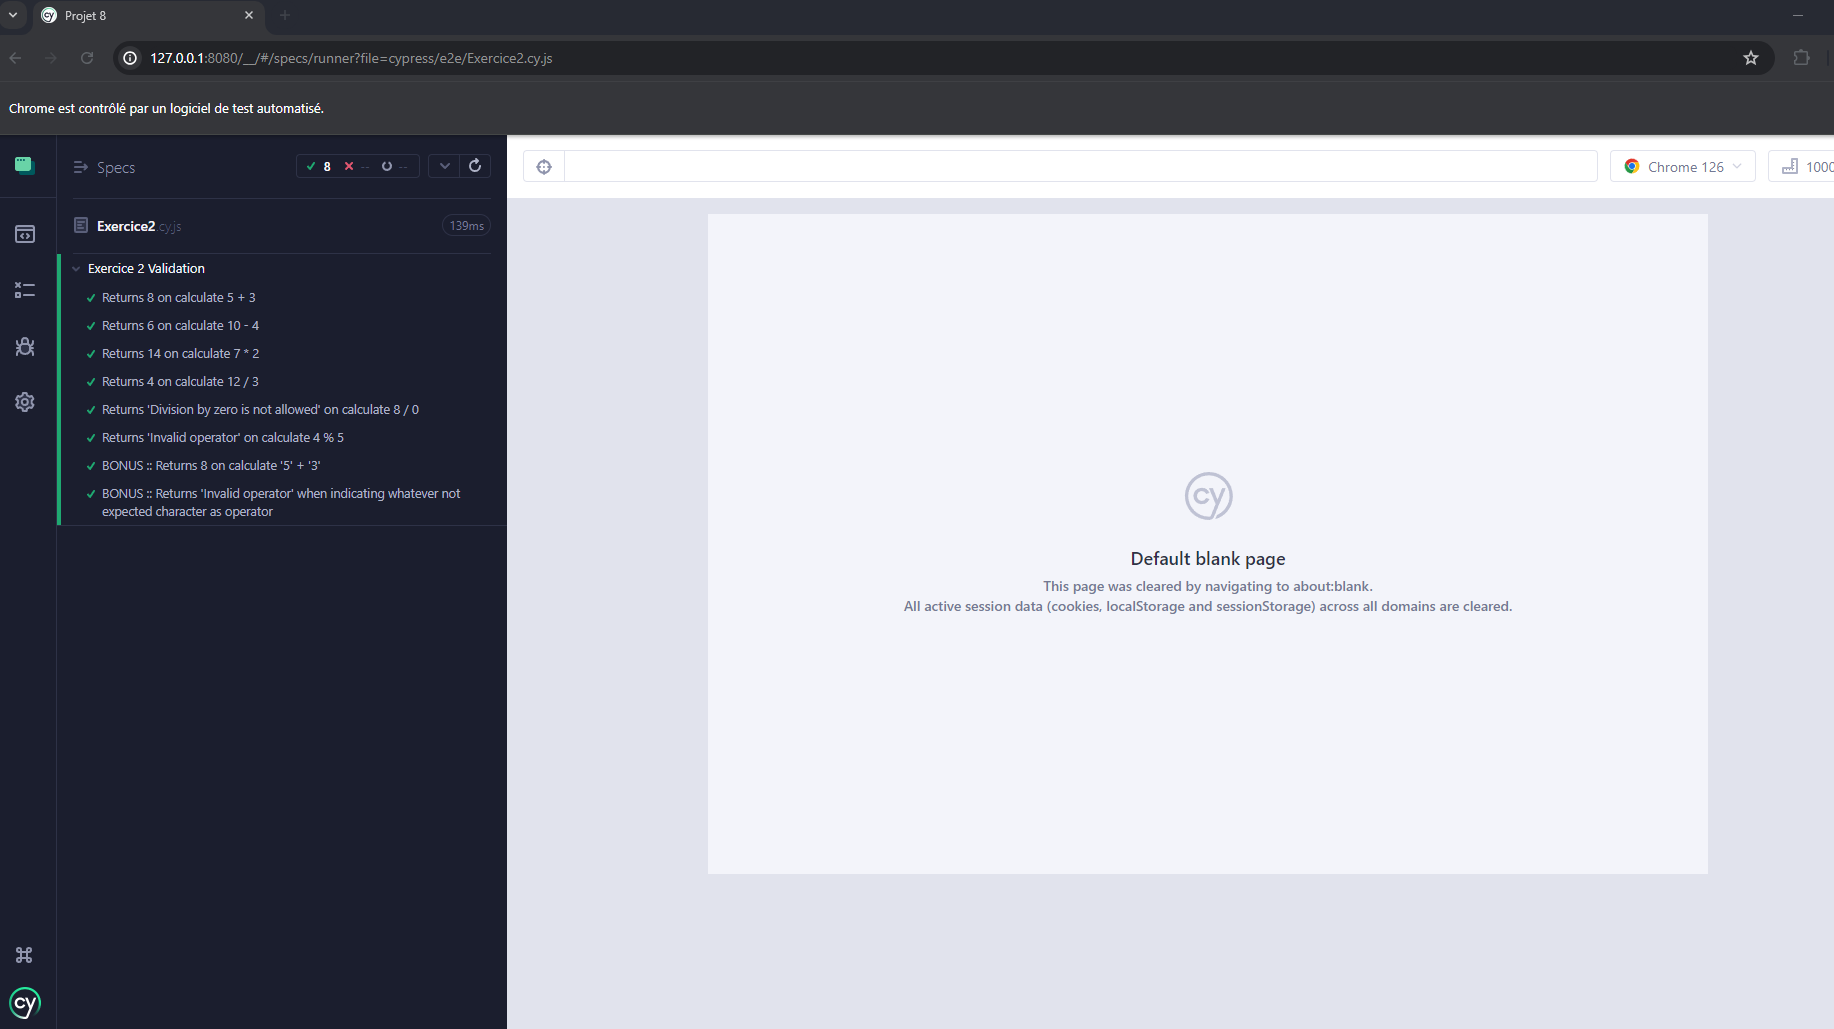 Projet 8
127.0.0.1:8080/__/#/specs/runner?file=cypress/e2e/Exercice2.cy.js
Chrome est contrôlé par un logiciel de test automatisé.
Specs
8 -- --
Chrome 126
1000
Exercice2.cy.js
139ms
Exercice 2 Validation
Returns 8 on calculate 5 + 3
Returns 6 on calculate 10 - 4
Returns 14 on calculate 7 * 2
Returns 4 on calculate 12 / 3
Returns 'Division by zero is not allowed' on calculate 8 / 0
Returns 'Invalid operator' on calculate 4 % 5
BONUS :: Returns 8 on calculate '5' + '3'
BONUS :: Returns 'Invalid operator' when indicating whatever not
expected character as operator
cy
Default blank page
This page was cleared by navigating to about:blank.
All active session data (cookies, localStorage and sessionStorage) across all domains are cleared.
cy